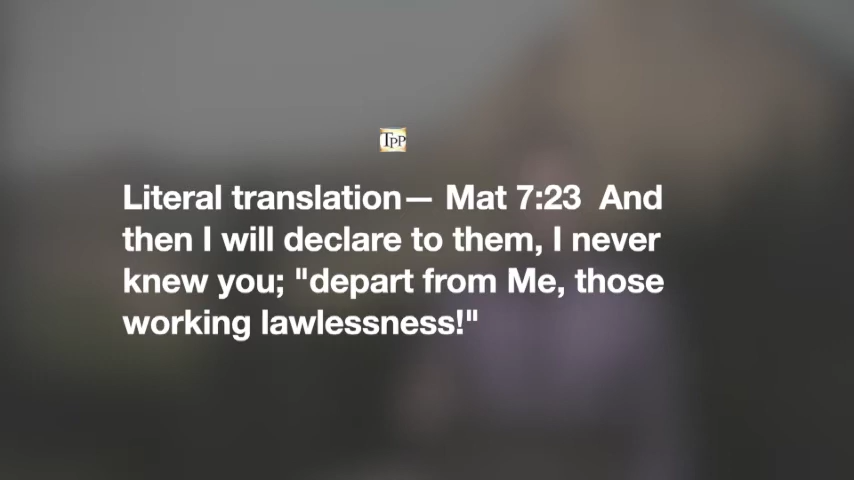 TPP
Literal translation— Mat 7:23  And
then I will declare to them, I never
knew you; "depart from Me, those
working lawlessness!"